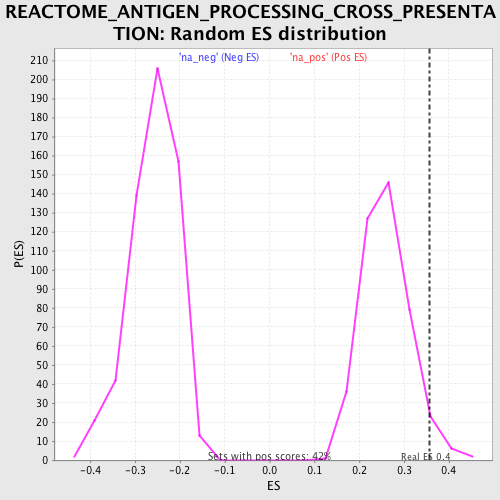 REACTOME_ANTIGEN_PROCESSING_CROSS_PRESENTA
TION: Random ES distribution
'na_neg' (Neg ES) 'na_pos' (Pos ES)
210
200
190
180
170
160
150
140
130
120
110
100
90
80
70
60
50
40
30
20
10
0
P(ES)
Sets with pos scores: 42%
Real ES 0.4
-0.4 -0.3 -0.2 -0.1 0.0 0.1 0.2 0.3 0.4
ES